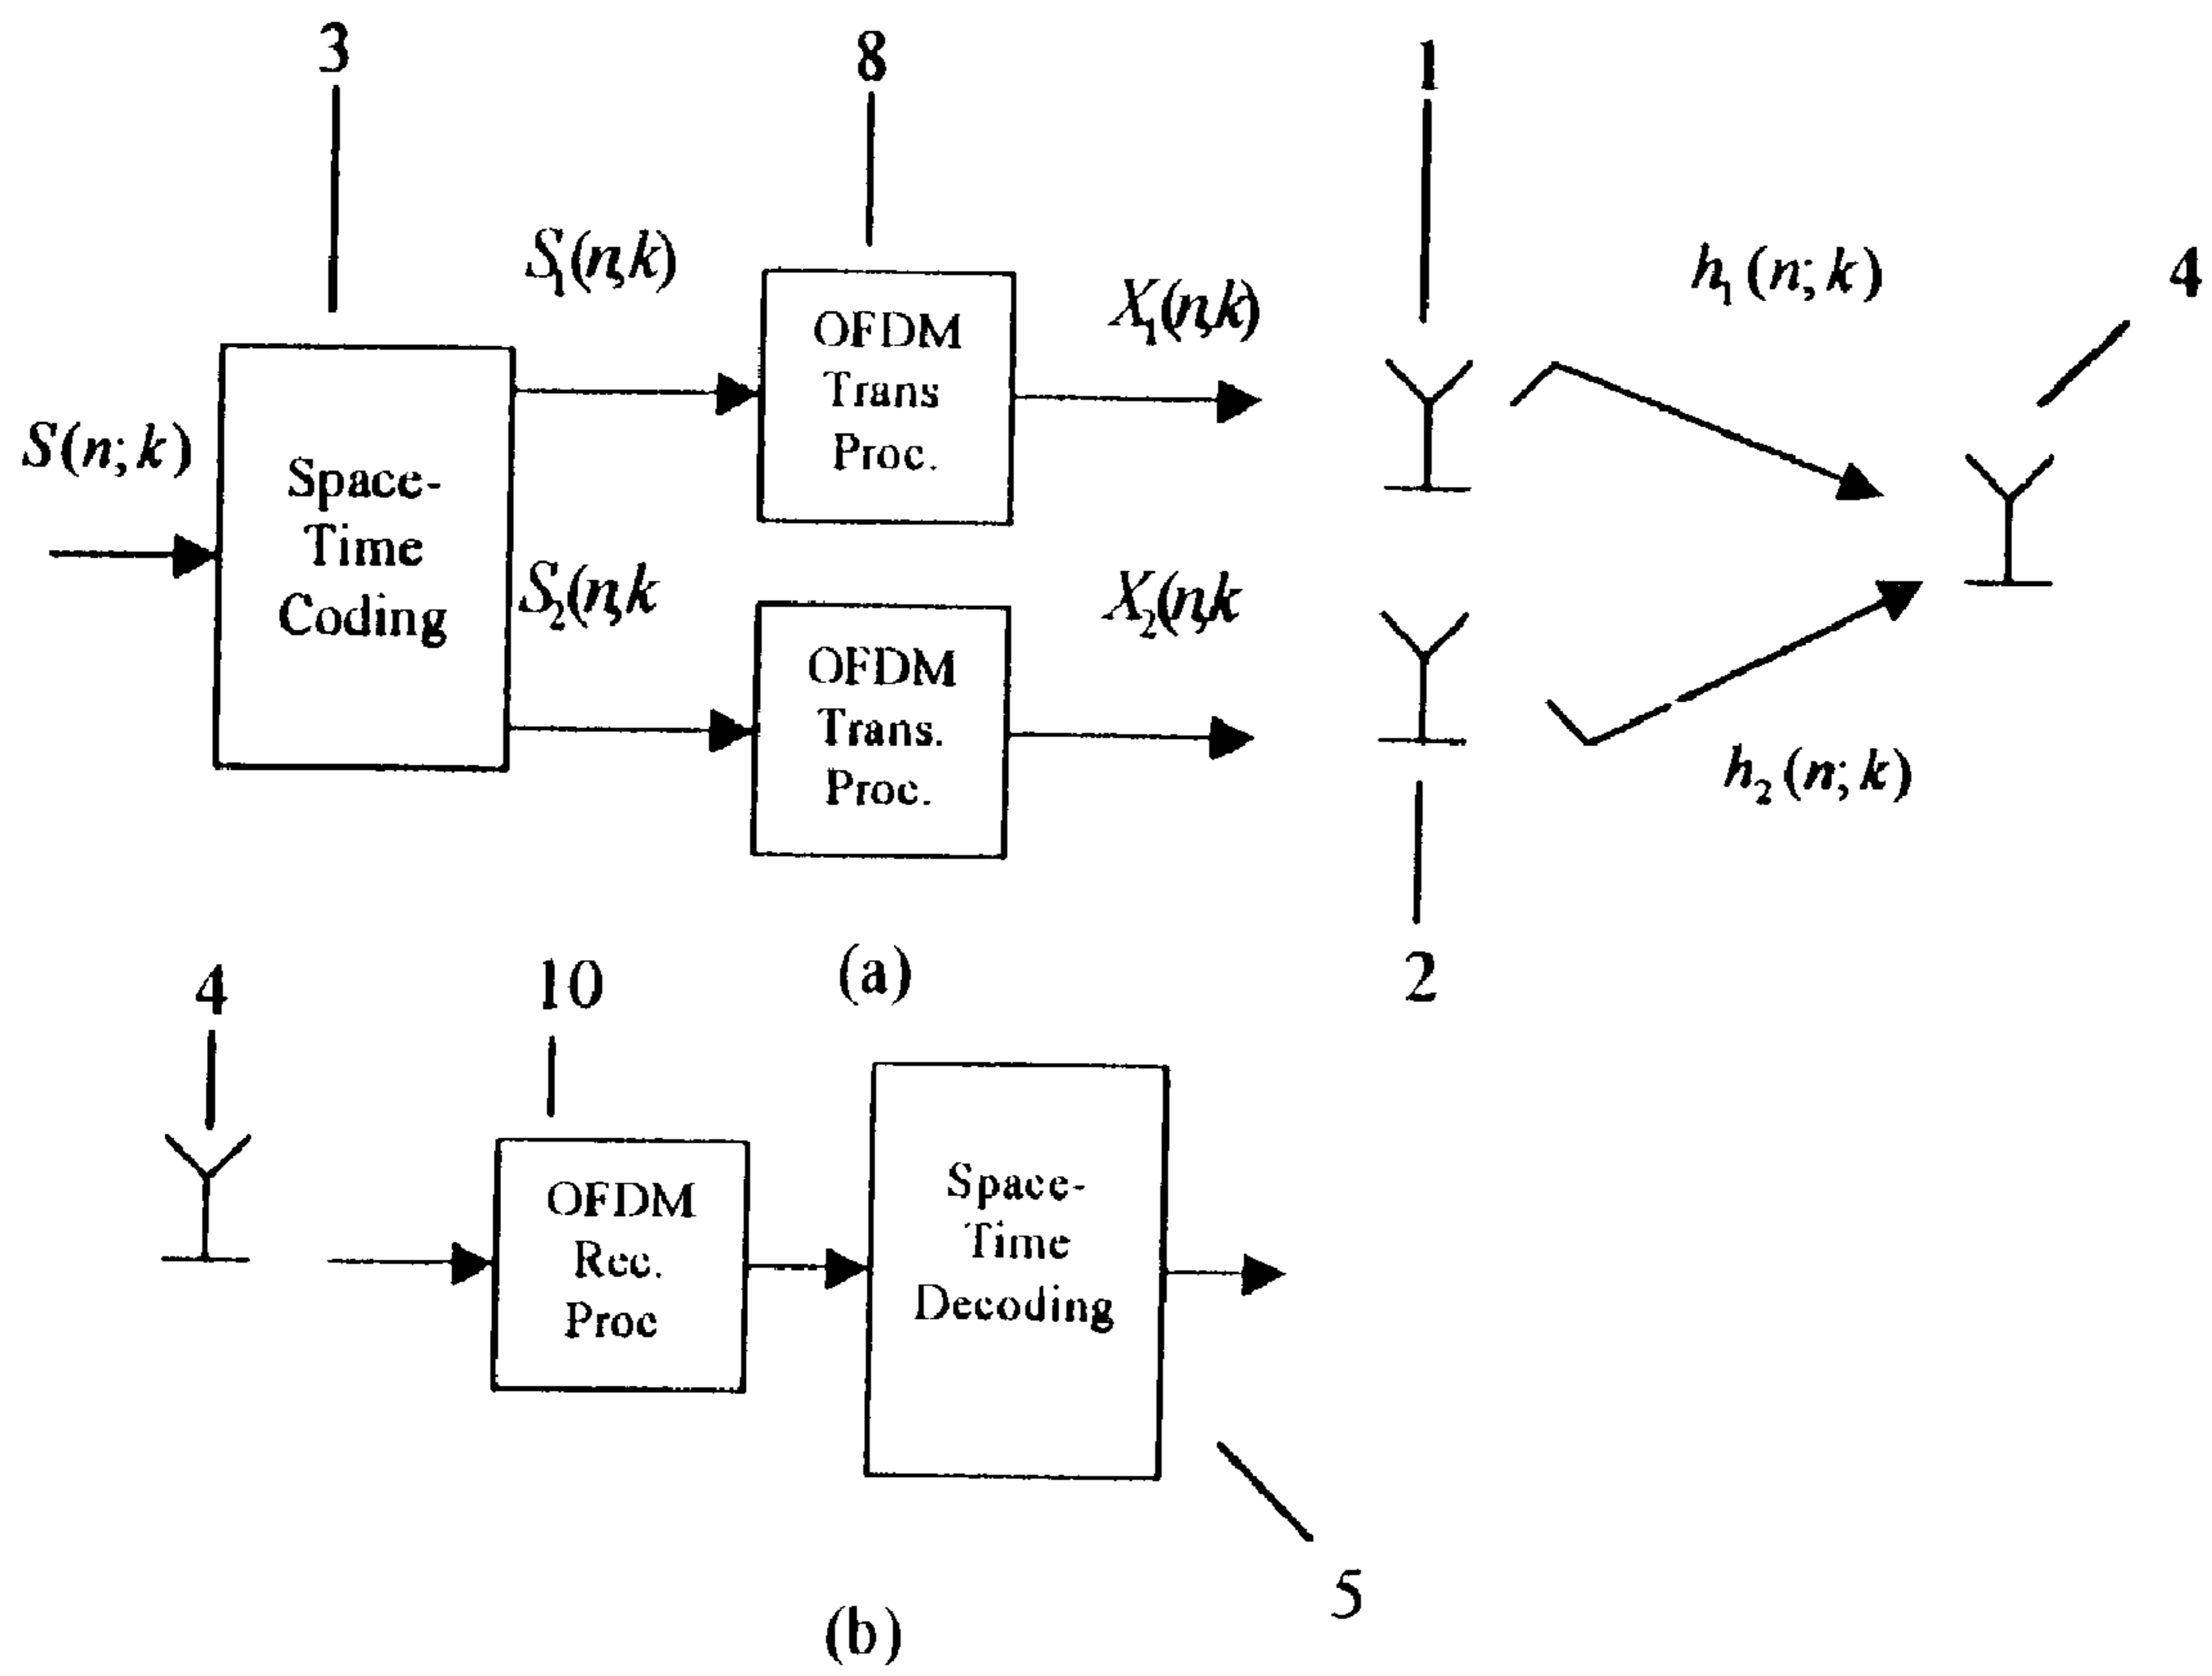 3
8
1
4
S(n; k)
S₁(n,k)
X₁(n,k)
h₁(n; k)
OFDM
Trans
Proc.
Space-
Time
Coding
S₂(n,k
X₂(n,k
OFDM
Trans.
Proc.
h₂(n; k)
2
(a)
4
10
OFDM
Rec.
Proc
Space-
Time
Decoding
5
(b)